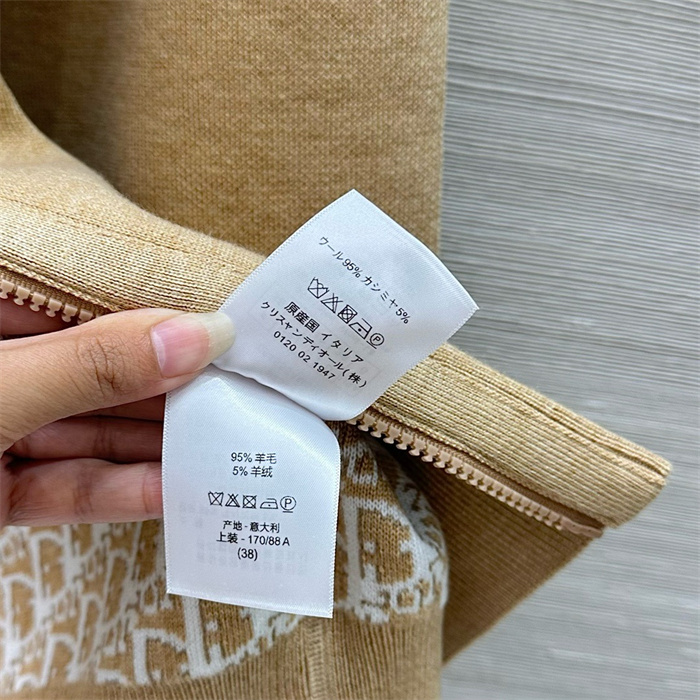 ウール95% カシミヤ5%
P
原産国 イタリア
クリスャンディオール(株)
0120 02 1947
95% 羊毛
5% 羊绒
P
产地 - 意大利
上装 - 170/88 A
(38)